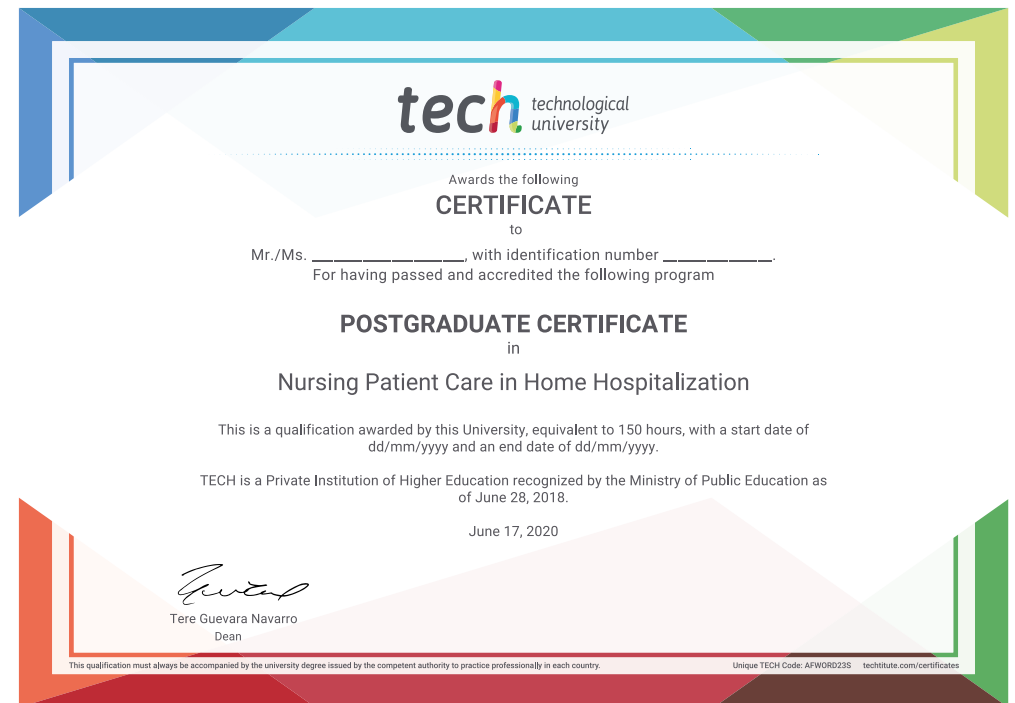 tech technological
university
Awards the following
CERTIFICATE
to
Mr./Ms. __________________, with identification number _____________.
For having passed and accredited the following program
POSTGRADUATE CERTIFICATE
in
Nursing Patient Care in Home Hospitalization
This is a qualification awarded by this University, equivalent to 150 hours, with a start date of
dd/mm/yyyy and an end date of dd/mm/yyyy.
TECH is a Private Institution of Higher Education recognized by the Ministry of Public Education as
of June 28, 2018.
June 17, 2020
Tere Guevara Navarro
Dean
This qualification must always be accompanied by the university degree issued by the competent authority to practice professionally in each country. Unique TECH Code: AFWORD23S techtitute.com/certificates